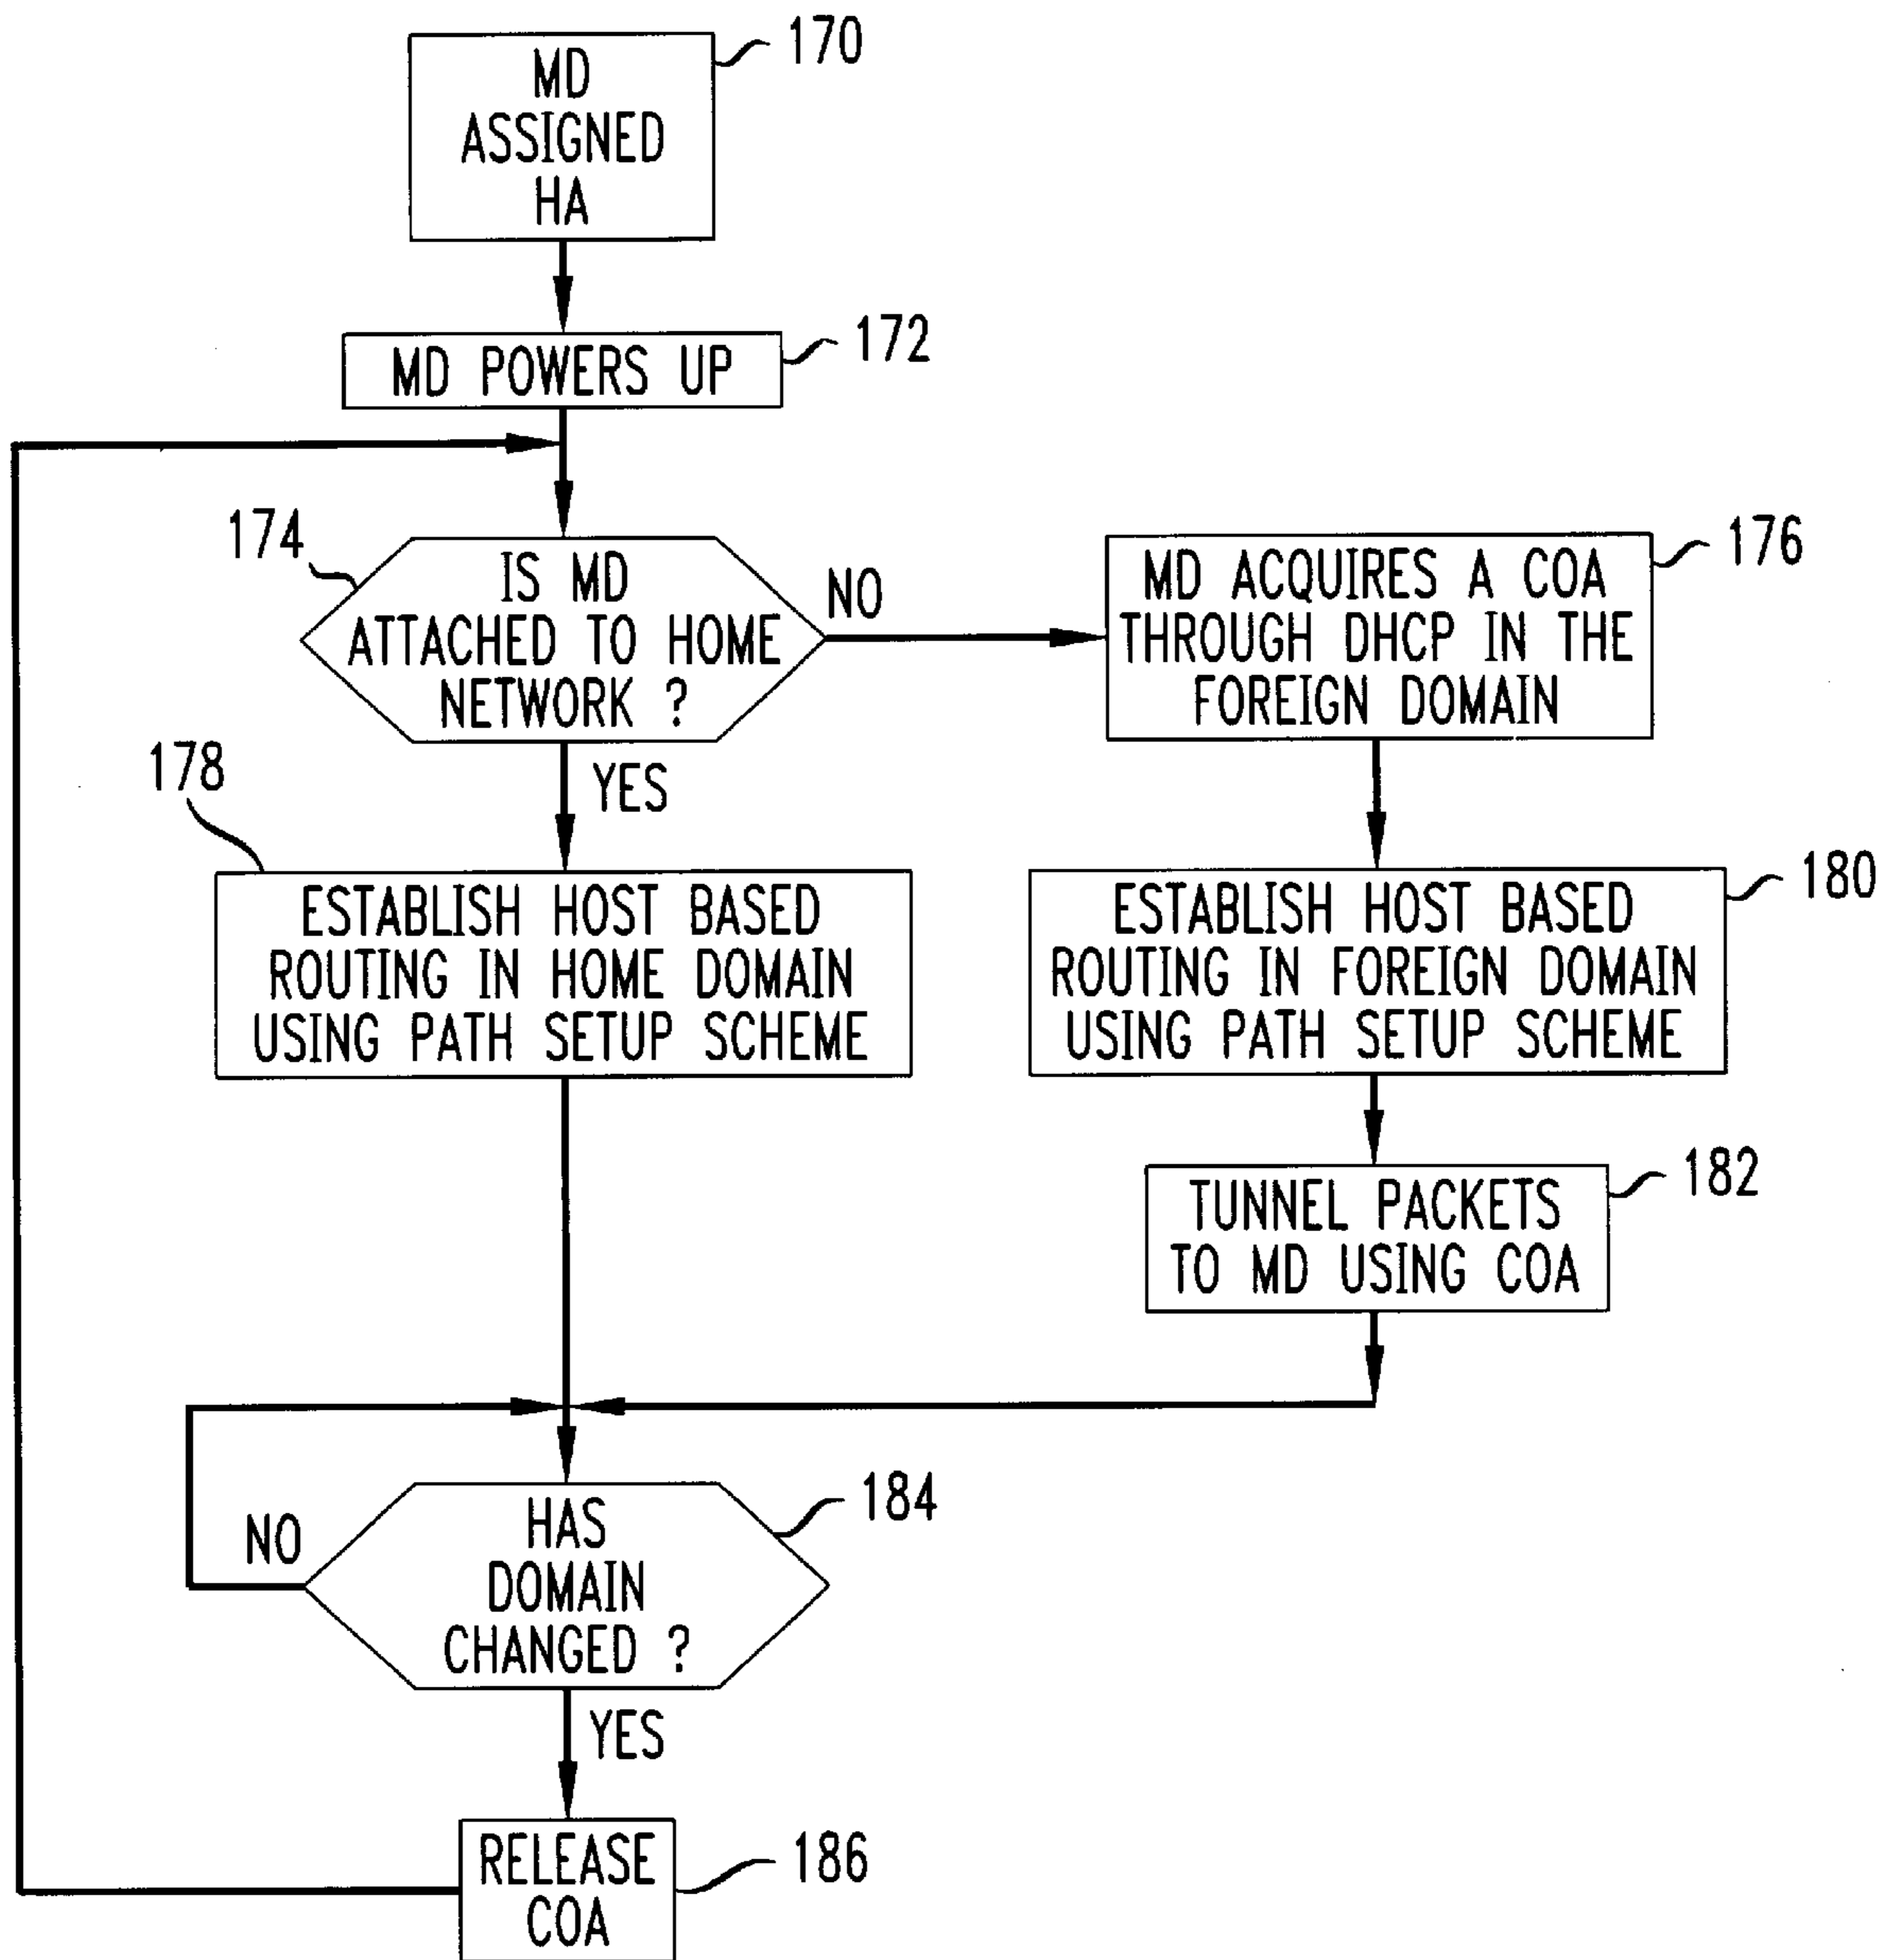 MD
ASSIGNED
HA
170
MD POWERS UP
172
174
IS MD
ATTACHED TO HOME
NETWORK ?
NO
YES
MD ACQUIRES A COA
THROUGH DHCP IN THE
FOREIGN DOMAIN
176
178
ESTABLISH HOST BASED
ROUTING IN HOME DOMAIN
USING PATH SETUP SCHEME
ESTABLISH HOST BASED
ROUTING IN FOREIGN DOMAIN
USING PATH SETUP SCHEME
180
TUNNEL PACKETS
TO MD USING COA
182
HAS
DOMAIN
CHANGED ?
184
NO
YES
RELEASE
COA
186